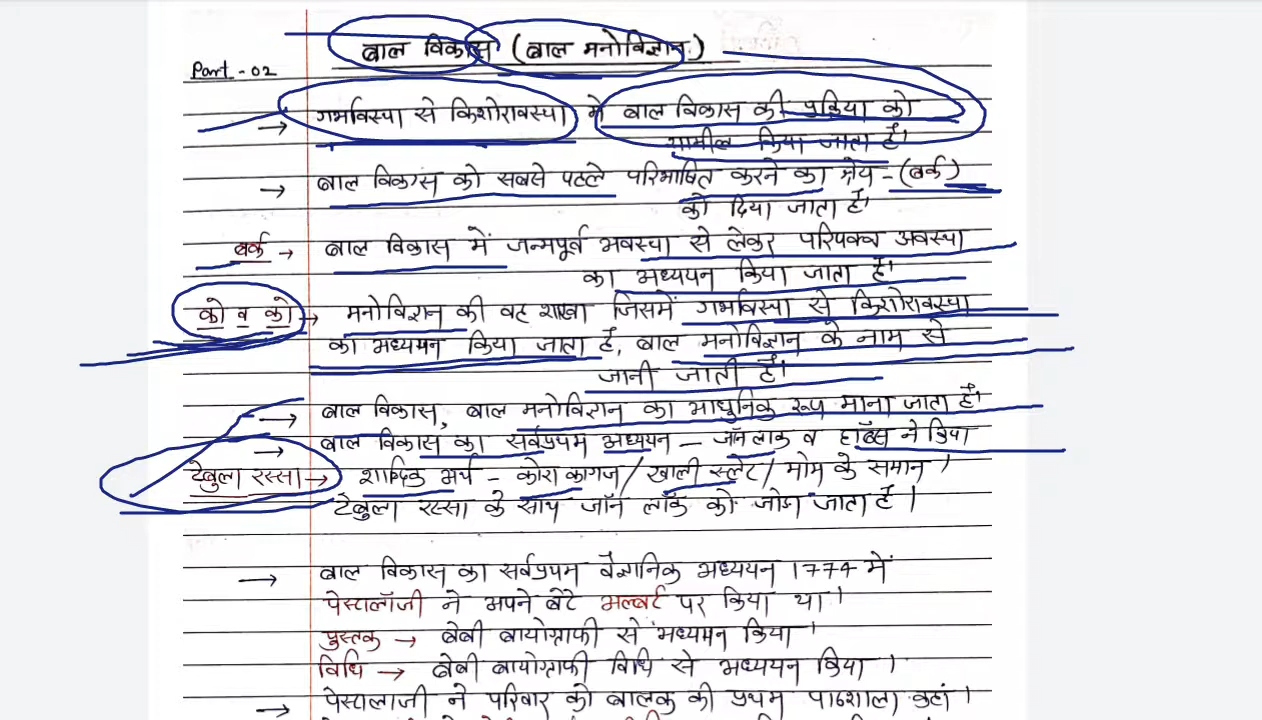 बाल विकास (बाल मनोविज्ञान)
Part - 02
→ गर्भावस्था से किशोरावस्था में बाल विकास की प्रक्रिया को
शामील किया जाता है।
→ बाल विकास को सबसे पहले परिभाषित करने का श्रेय - (बर्क)
को दिया जाता है।
बर्क → बाल विकास में जन्मपूर्व अवस्था से लेकर परिपक्व अवस्था
का अध्ययन किया जाता है।
को व को → मनोविज्ञान की वह शाखा जिसमें गर्भावस्था से किशोरावस्था
का अध्ययन किया जाता है, बाल मनोविज्ञान के नाम से
जानी जाती है।
→ बाल विकास, बाल मनोविज्ञान का आधुनिक रूप माना जाता है।
→ बाल विकास का सर्वप्रथम अध्ययन – जॉन लाक व हॉब्स ने किया
टेबुला रस्सा → शाब्दिक अर्थ - कोरा कागज / खाली स्लेट / मोम के समान।
टेबुला रस्सा के साथ जॉन लॉक को जोड़ा जाता है।
→ बाल विकास का सर्वप्रथम वैज्ञानिक अध्ययन 1774 में
पेस्टालॉजी ने अपने बेटे अल्बर्ट पर किया था।
पुस्तक → बेबी बायोग्राफी से अध्ययन किया।
विधि → बेबी बायोग्राफी विधि से अध्ययन किया।
→ पेस्टालाजी ने परिवार को बालक की प्रथम पाठशाला कहा।